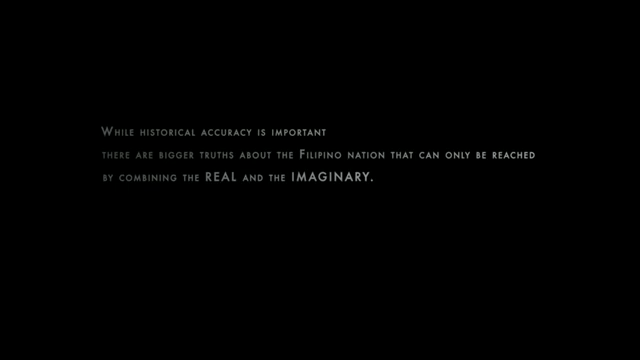 While historical accuracy is important
there are bigger truths about the Filipino nation that can only be reached
by combining the REAL and the IMAGINARY.